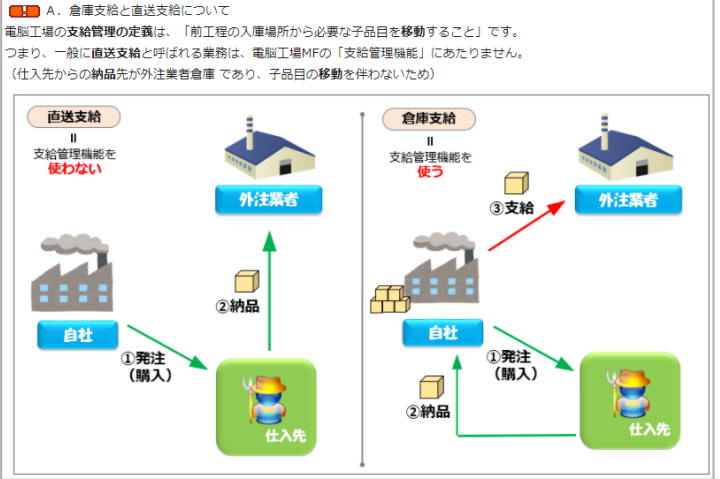 A．倉庫支給と直送支給について
電脳工場の支給管理の定義は、「前工程の入庫場所から必要な子品目を移動すること」です。
つまり、一般に直送支給と呼ばれる業務は、電脳工場MFの「支給管理機能」にあたりません。
（仕入先からの納品先が外注業者倉庫 であり、子品目の移動を伴わないため）
直送支給
＝
支給管理機能を
使わない
外注業者
②納品
自社
①発注
（購入）
仕入先
倉庫支給
＝
支給管理機能を
使う
外注業者
③支給
自社
①発注
（購入）
②納品
仕入先